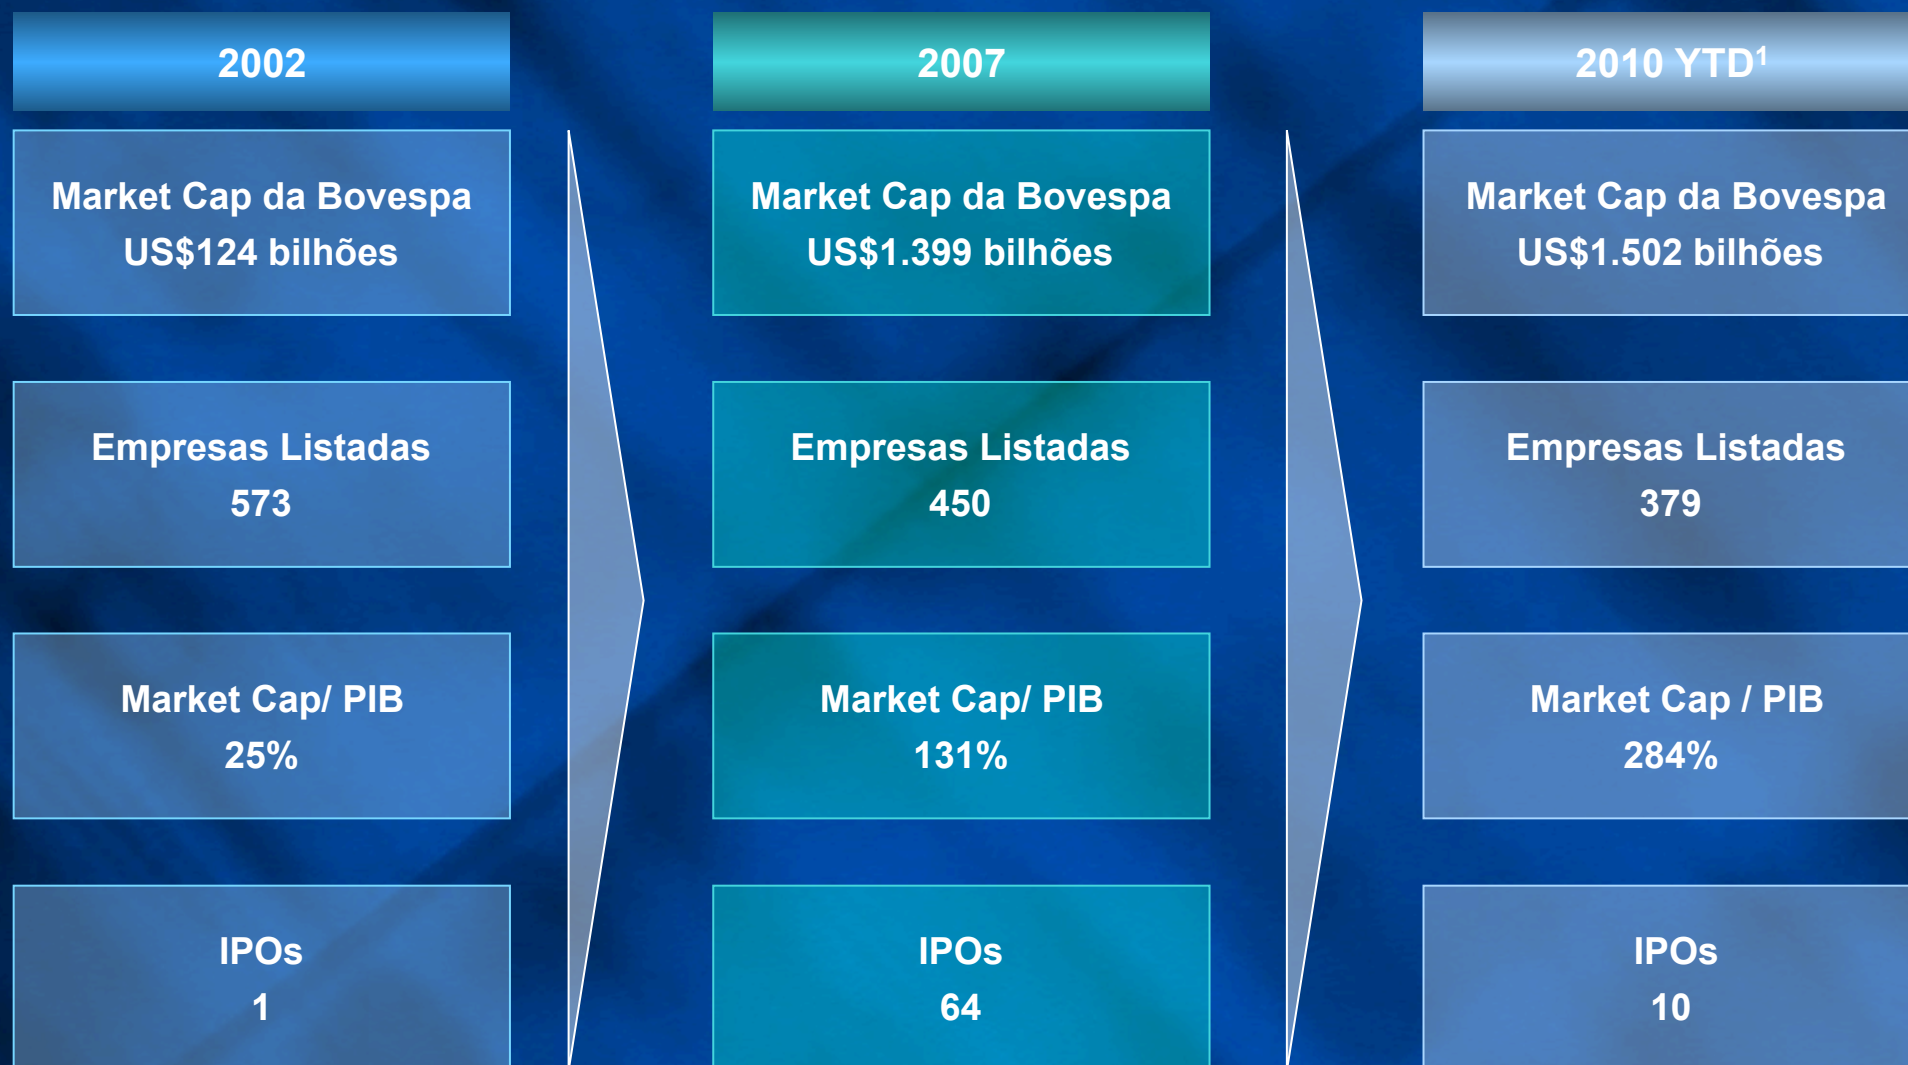 2002
Market Cap da Bovespa
US$124 bilhões
Empresas Listadas
573
Market Cap/ PIB
25%
IPOs
1
2007
Market Cap da Bovespa
US$1.399 bilhões
Empresas Listadas
450
Market Cap/ PIB
131%
IPOs
64
2010 YTD¹
Market Cap da Bovespa
US$1.502 bilhões
Empresas Listadas
379
Market Cap / PIB
284%
IPOs
10